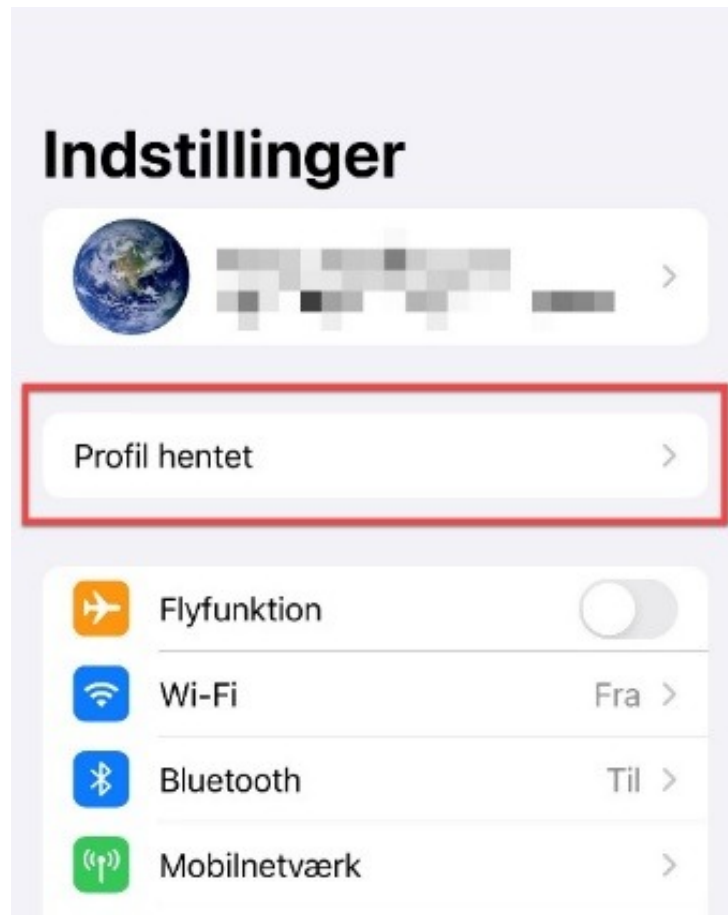 Indstillinger
Profil hentet
Flyfunktion
Wi-Fi Fra
Bluetooth Til
Mobilnetværk